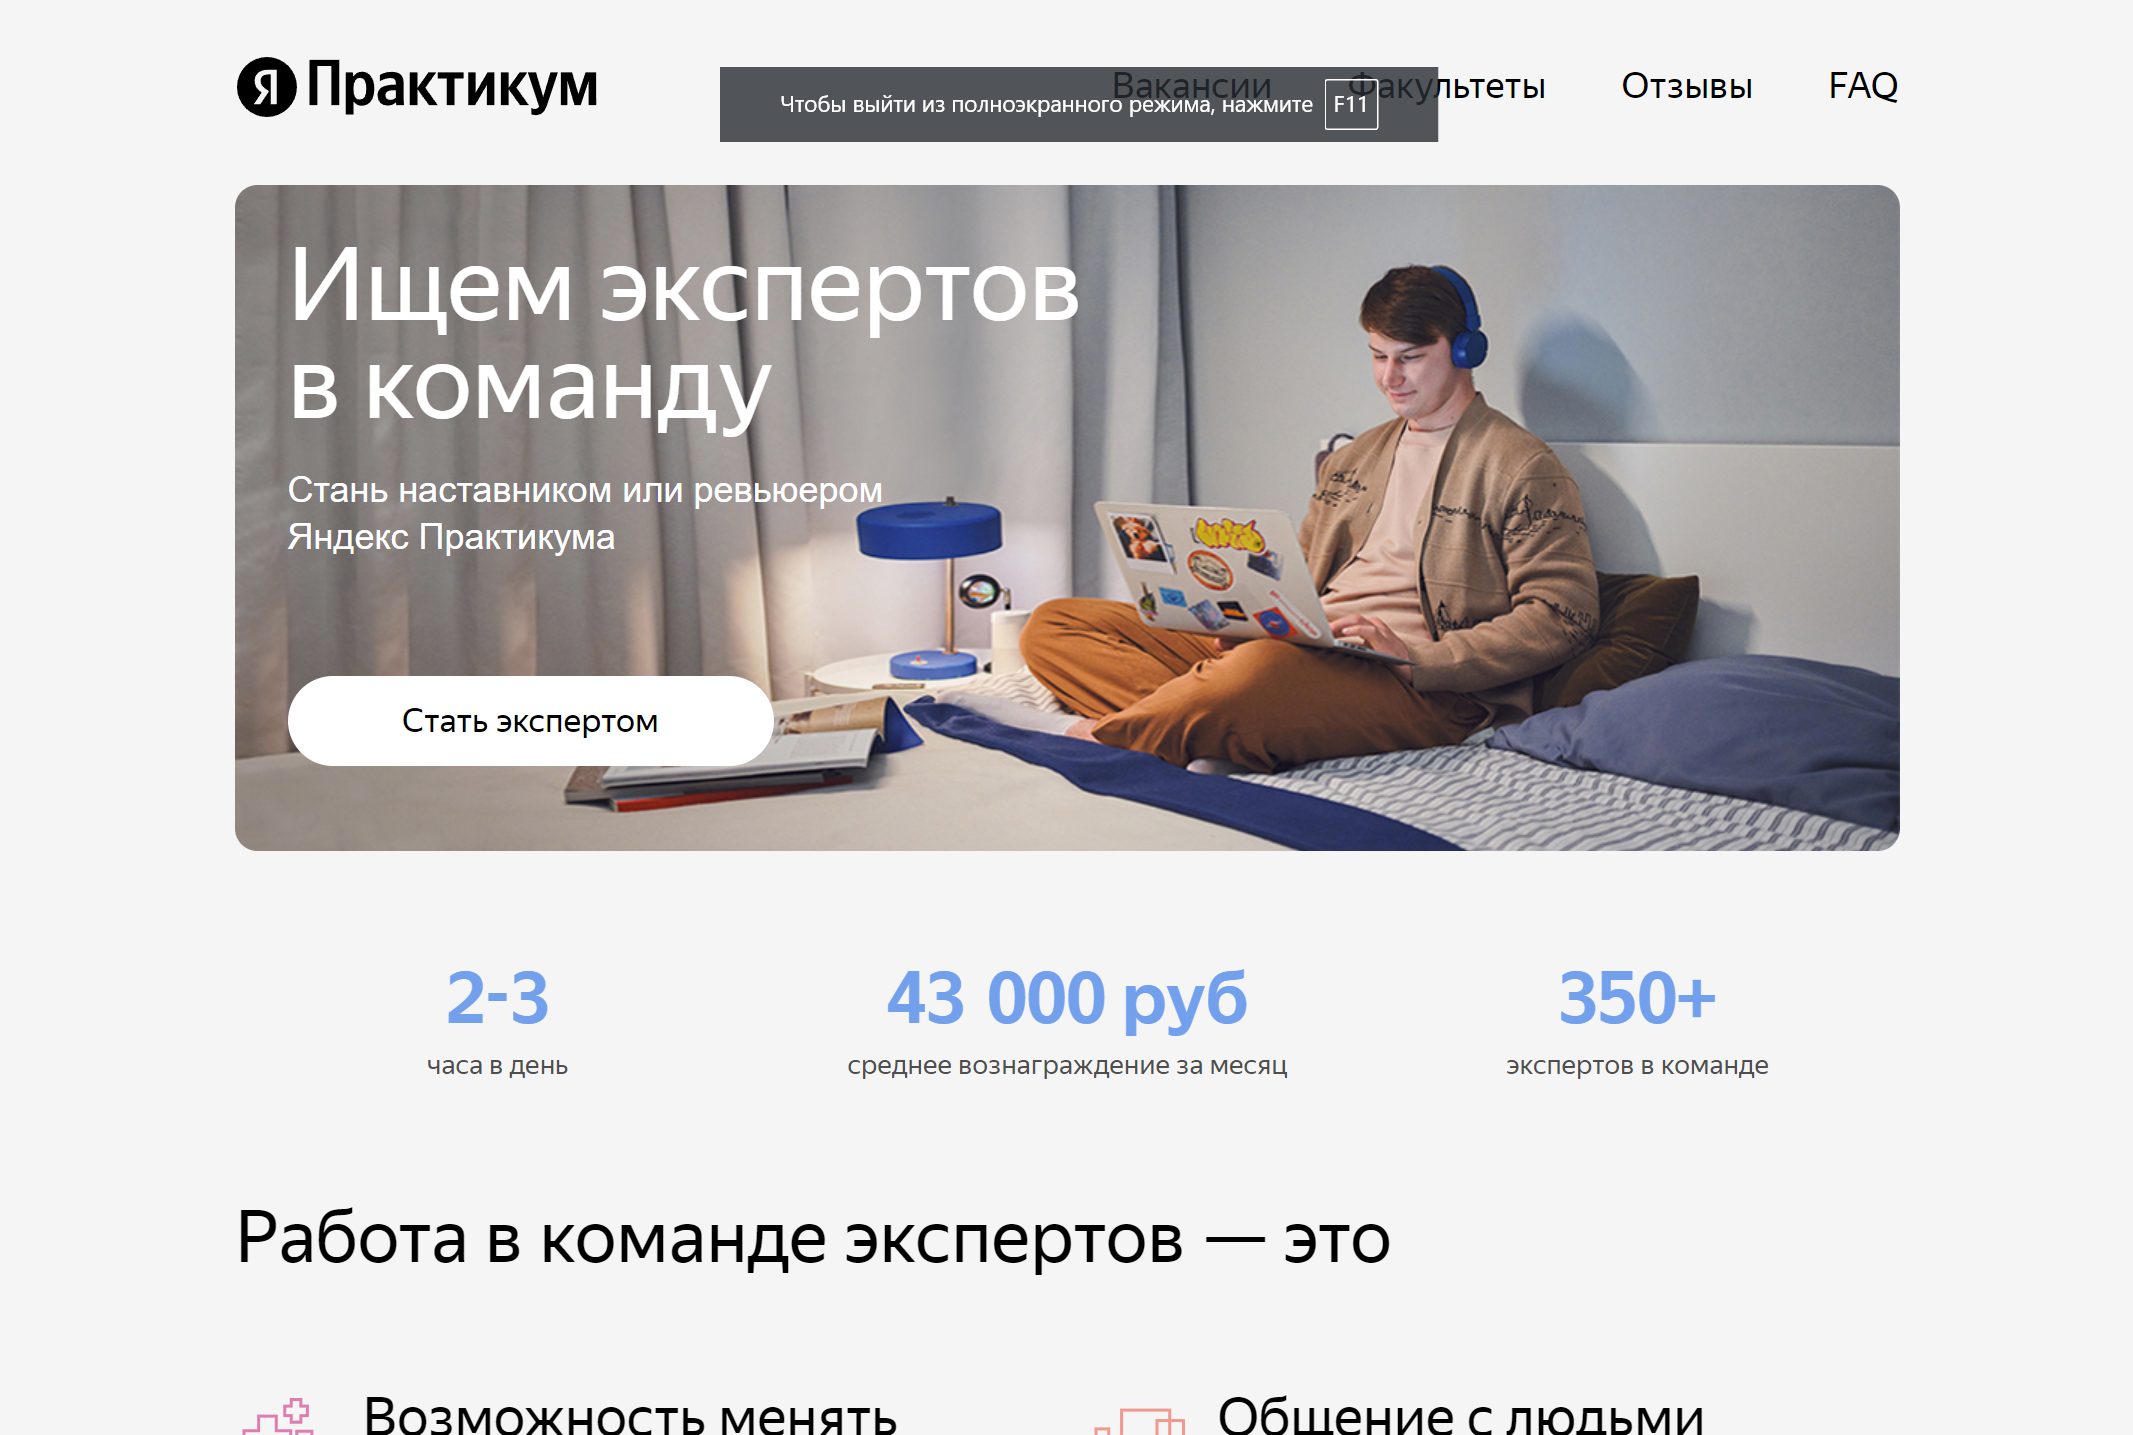 Я Практикум
Вакансии
Факультеты
Отзывы
FAQ
Чтобы выйти из полноэкранного режима, нажмите F11
Ищем экспертов
в команду
Стань наставником или ревьюером
Яндекс Практикума
Стать экспертом
2-3
часа в день
43 000 руб
среднее вознаграждение за месяц
350+
экспертов в команде
Работа в команде экспертов — это
Возможность менять
Общение с людьми